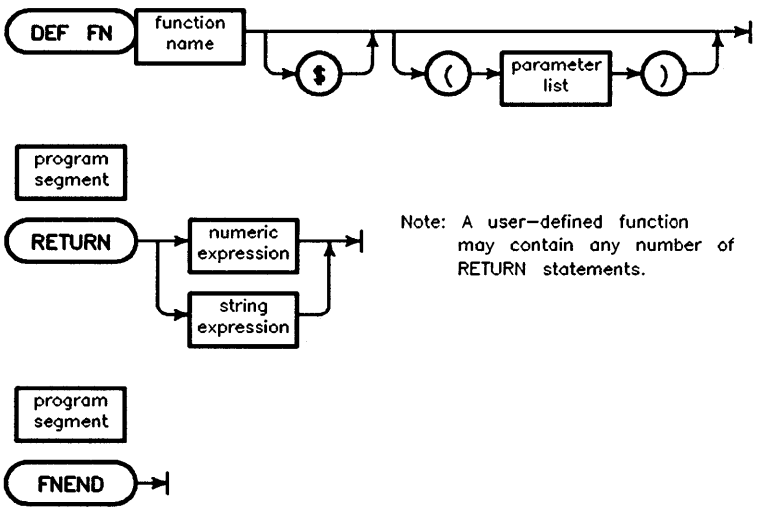 DEF FN
function
name
$
(
parameter
list
)
program
segment
RETURN
numeric
expression
string
expression
Note: A user-defined function
may contain any number of
RETURN statements.
program
segment
FNEND